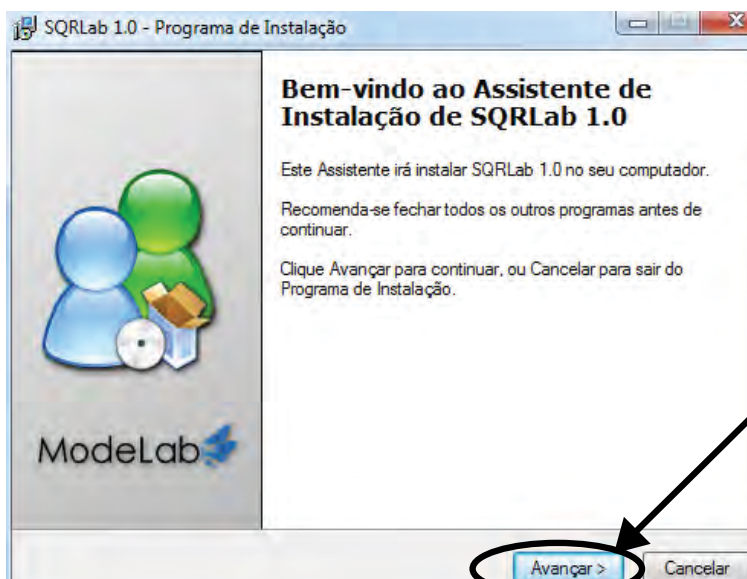 SQRLab 1.0 - Programa de Instalação
Bem-vindo ao Assistente de
Instalação de SQRLab 1.0
Este Assistente irá instalar SQRLab 1.0 no seu computador.
Recomenda-se fechar todos os outros programas antes de
continuar.
Clique Avançar para continuar, ou Cancelar para sair do
Programa de Instalação.
ModeLab
Avançar >
Cancelar